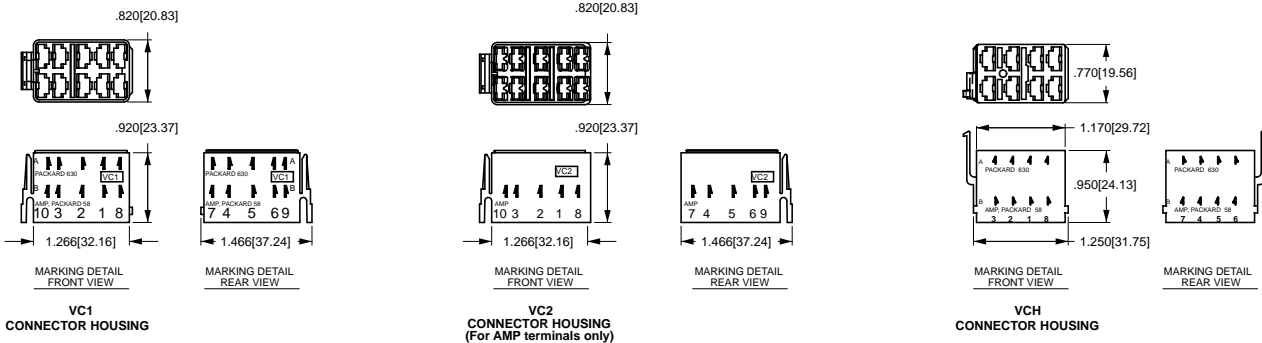 .820[20.83]
.920[23.37]
A
PACKARD 630
VC1
B
AMP, PACKARD 58
10 3 2 1 8
1.266[32.16]
MARKING DETAIL
FRONT VIEW
A
PACKARD 630
VC1
B
AMP, PACKARD 58
7 4 5 6 9
1.466[37.24]
MARKING DETAIL
REAR VIEW
VC1
CONNECTOR HOUSING
.820[20.83]
.920[23.37]
VC2
AMP
10 3 2 1 8
1.266[32.16]
MARKING DETAIL
FRONT VIEW
VC2
AMP
7 4 5 6 9
1.466[37.24]
MARKING DETAIL
REAR VIEW
VC2
CONNECTOR HOUSING
(For AMP terminals only)
.770[19.56]
1.170[29.72]
A
PACKARD 630
.950[24.13]
B
AMP, PACKARD 58
3 2 1 8
1.250[31.75]
MARKING DETAIL
FRONT VIEW
A
PACKARD 630
B
AMP, PACKARD 58
7 4 5 6
MARKING DETAIL
REAR VIEW
VCH
CONNECTOR HOUSING